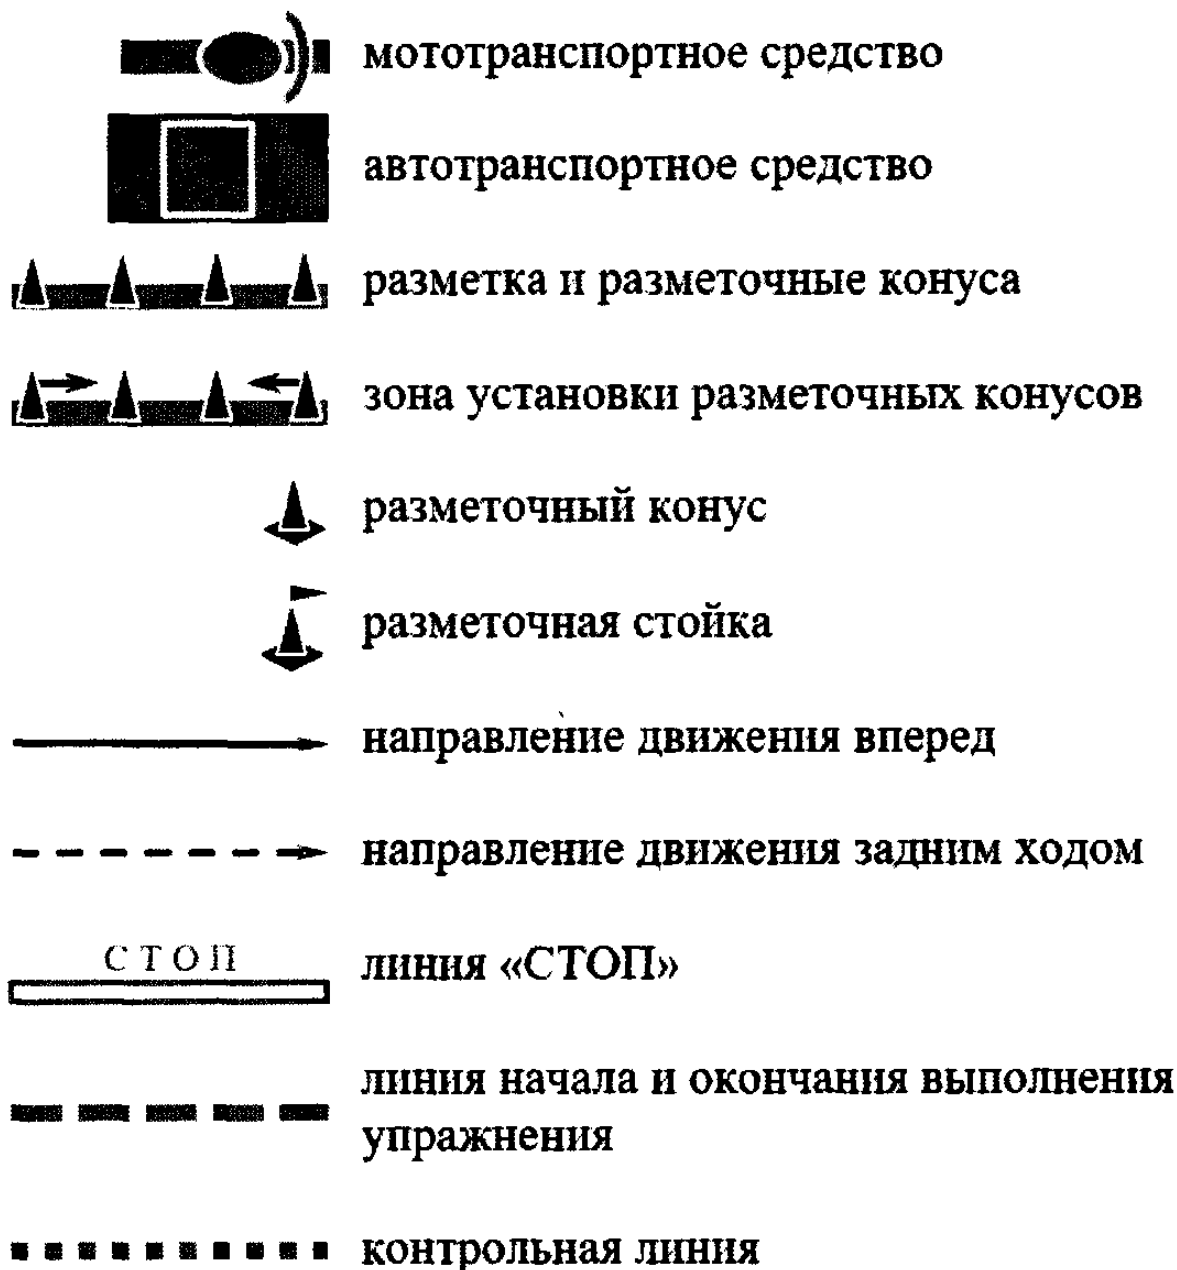 мототранспортное средство
автотранспортное средство
разметка и разметочные конуса
зона установки разметочных конусов
разметочный конус
разметочная стойка
направление движения вперед
направление движения задним ходом
СТОП линия «СТОП»
линия начала и окончания выполнения
упражнения
контрольная линия